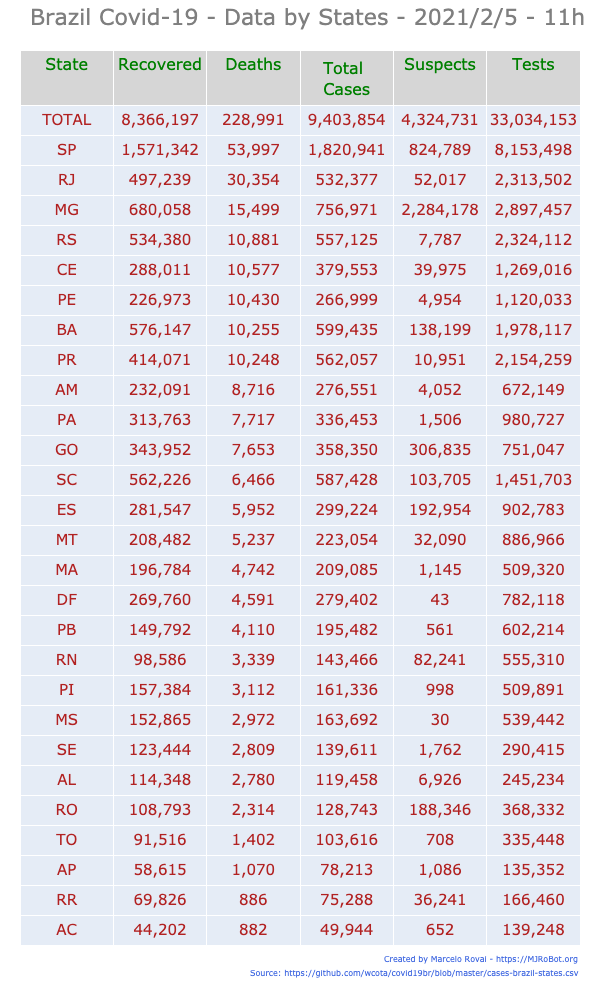 Brazil Covid-19 - Data by States - 2021/2/5 - 11h
State Recovered Deaths Total Cases Suspects Tests
TOTAL 8,366,197 228,991 9,403,854 4,324,731 33,034,153
SP 1,571,342 53,997 1,820,941 824,789 8,153,498
RJ 497,239 30,354 532,377 52,017 2,313,502
MG 680,058 15,499 756,971 2,284,178 2,897,457
RS 534,380 10,881 557,125 7,787 2,324,112
CE 288,011 10,577 379,553 39,975 1,269,016
PE 226,973 10,430 266,999 4,954 1,120,033
BA 576,147 10,255 599,435 138,199 1,978,117
PR 414,071 10,248 562,057 10,951 2,154,259
AM 232,091 8,716 276,551 4,052 672,149
PA 313,763 7,717 336,453 1,506 980,727
GO 343,952 7,653 358,350 306,835 751,047
SC 562,226 6,466 587,428 103,705 1,451,703
ES 281,547 5,952 299,224 192,954 902,783
MT 208,482 5,237 223,054 32,090 886,966
MA 196,784 4,742 209,085 1,145 509,320
DF 269,760 4,591 279,402 43 782,118
PB 149,792 4,110 195,482 561 602,214
RN 98,586 3,339 143,466 82,241 555,310
PI 157,384 3,112 161,336 998 509,891
MS 152,865 2,972 163,692 30 539,442
SE 123,444 2,809 139,611 1,762 290,415
AL 114,348 2,780 119,458 6,926 245,234
RO 108,793 2,314 128,743 188,346 368,332
TO 91,516 1,402 103,616 708 335,448
AP 58,615 1,070 78,213 1,086 135,352
RR 69,826 886 75,288 36,241 166,460
AC 44,202 882 49,944 652 139,248
Created by Marcelo Rovai - https://MJRoBot.org
Source: https://github.com/wcota/covid19br/blob/master/cases-brazil-states.csv